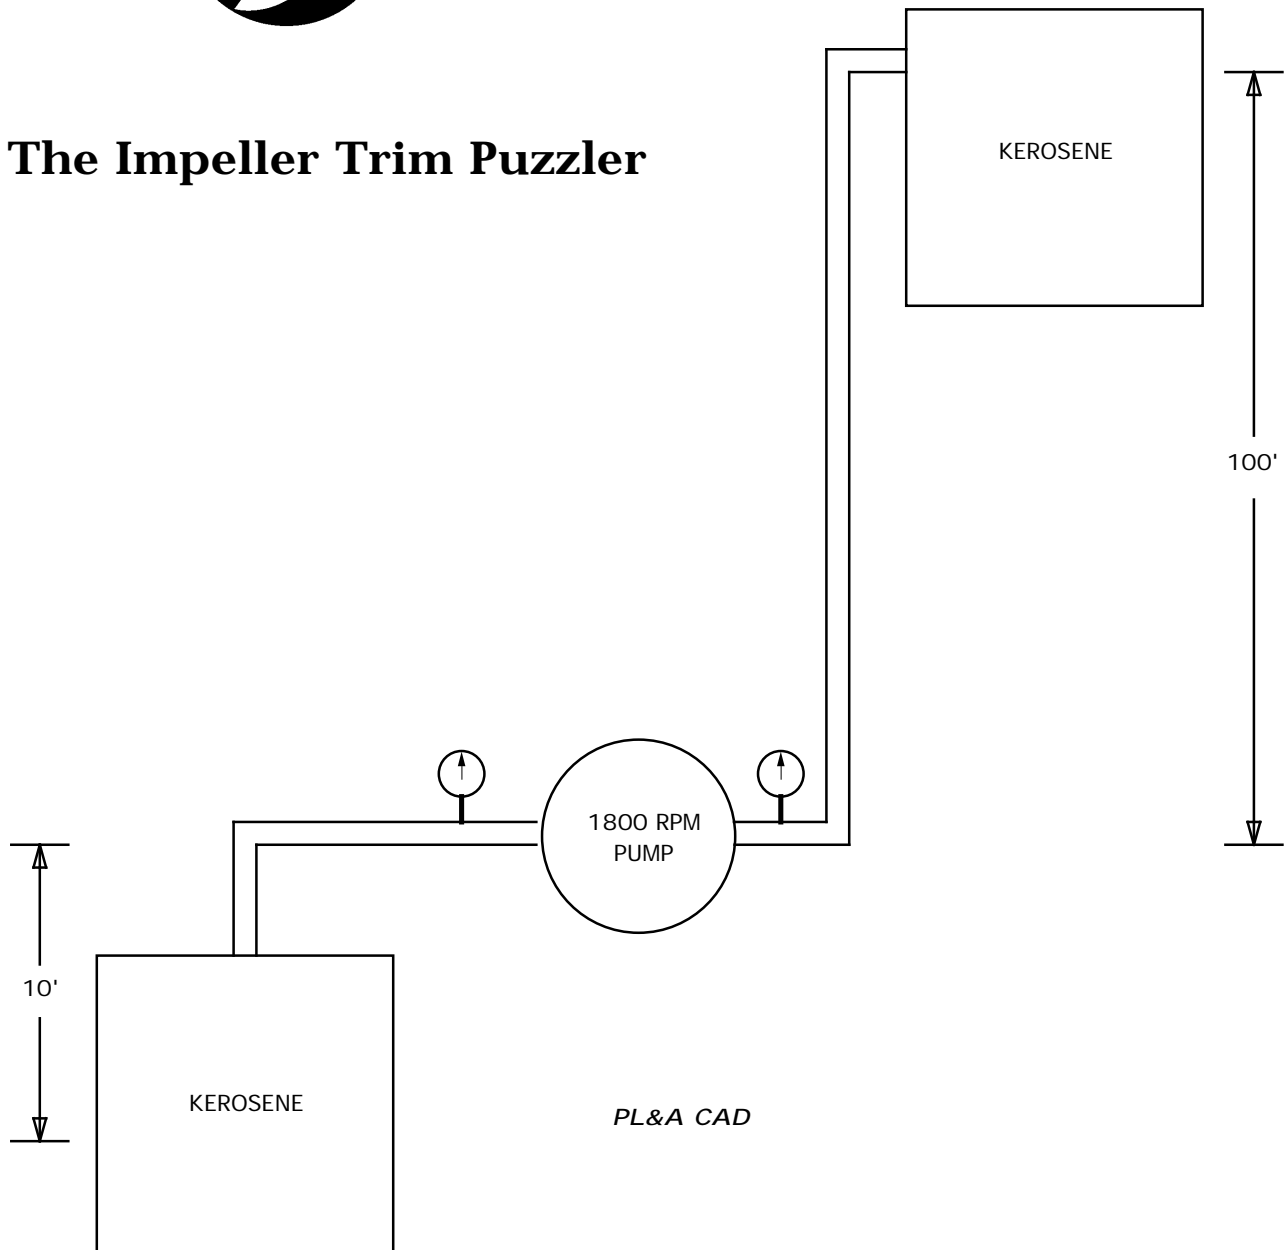 The Impeller Trim Puzzler
KEROSENE
100'
1800 RPM
PUMP
10'
KEROSENE
PL&A CAD